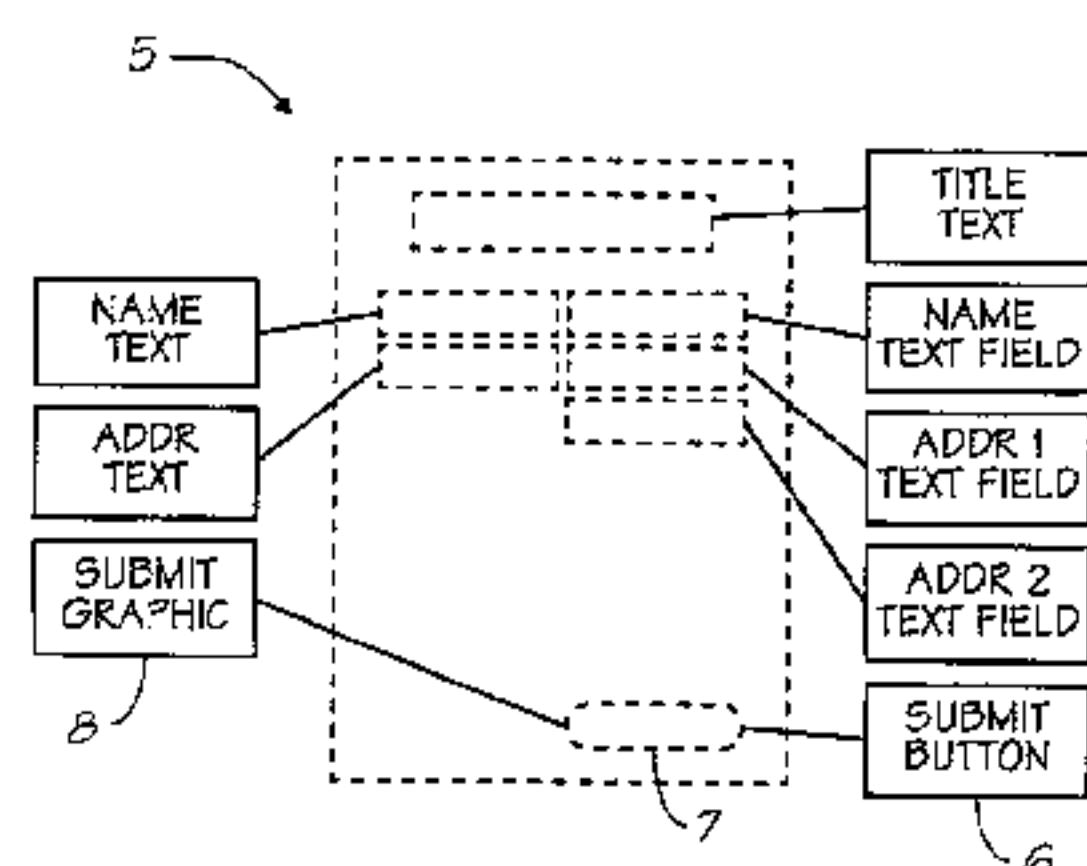 5
TITLE
TEXT
NAME
TEXT
NAME
TEXT FIELD
ADDR
TEXT
ADDR 1
TEXT FIELD
SUBMIT
GRAPHIC
ADDR 2
TEXT FIELD
8
SUBMIT
BUTTON
7
6